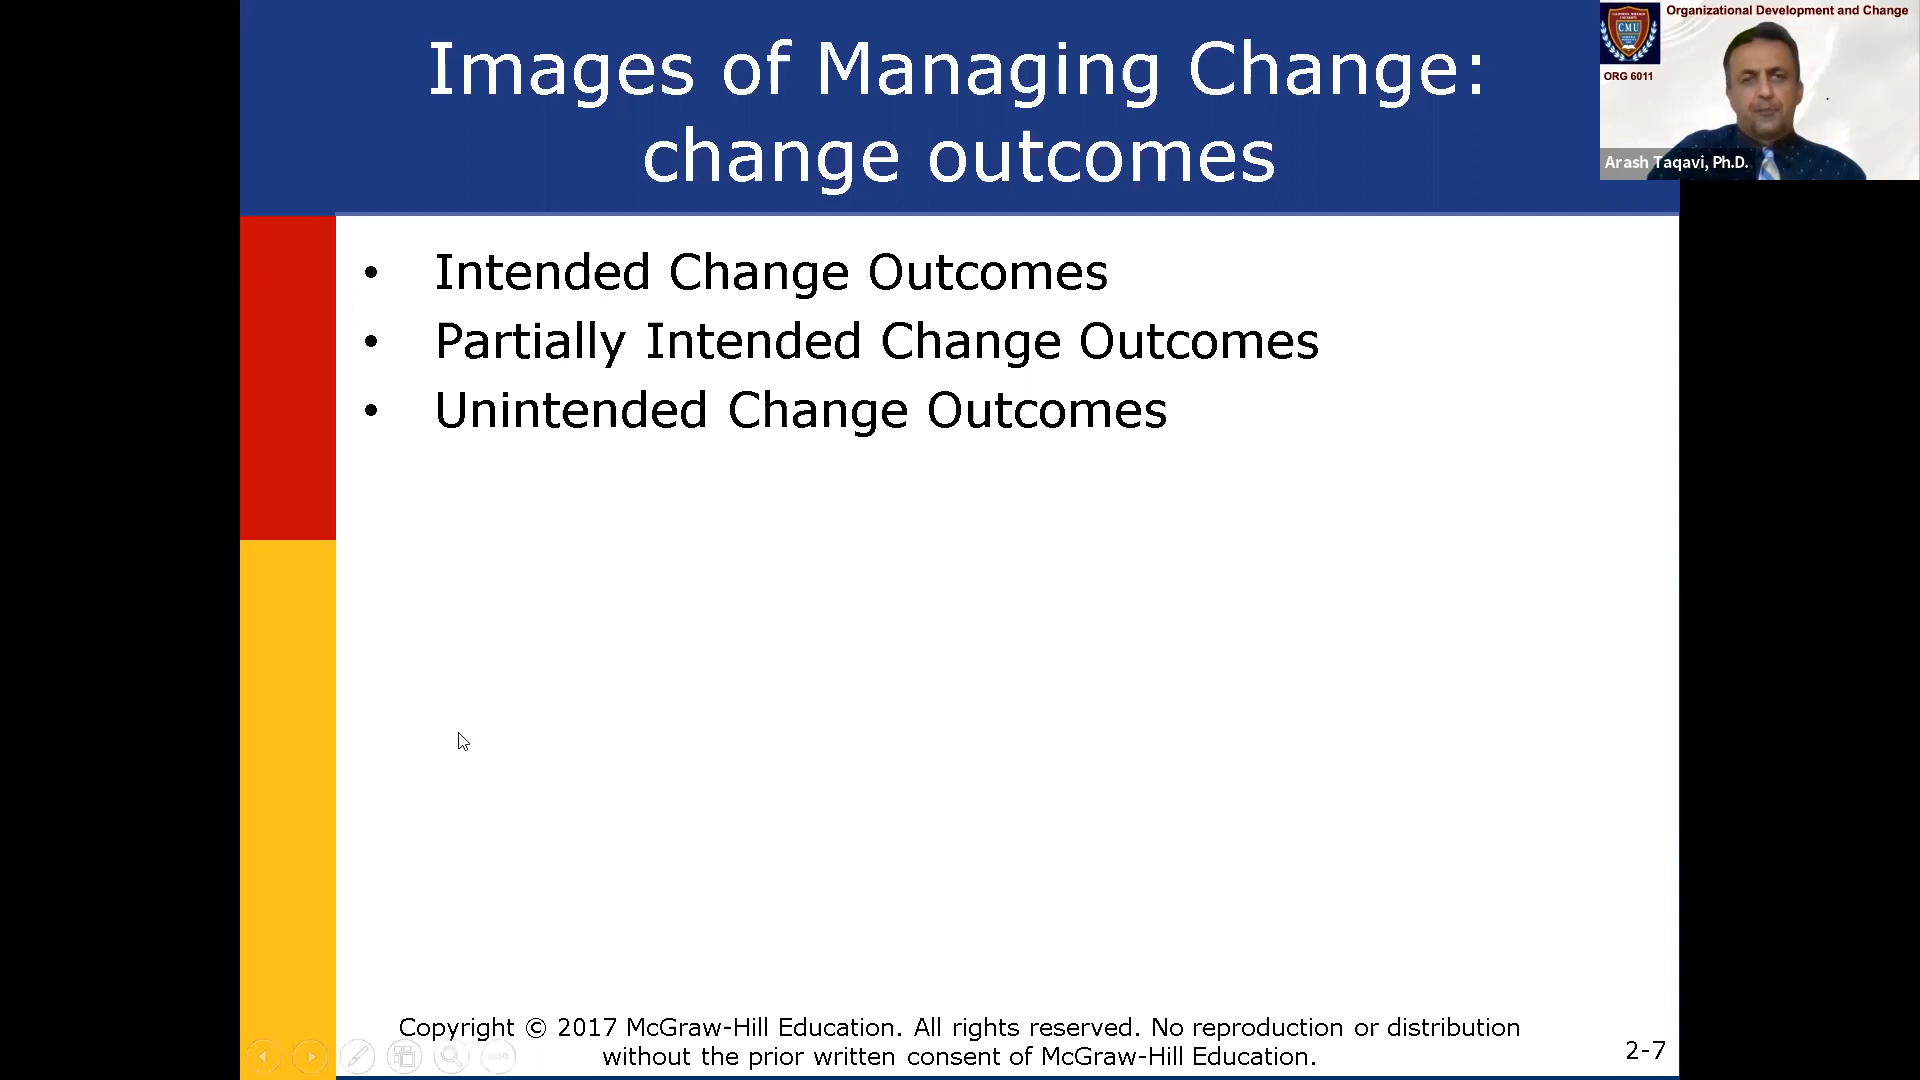 Images of Managing Change:
change outcomes
• Intended Change Outcomes
• Partially Intended Change Outcomes
• Unintended Change Outcomes
Copyright © 2017 McGraw-Hill Education. All rights reserved. No reproduction or distribution
without the prior written consent of McGraw-Hill Education.
2-7
Organizational Development and Change
CMU
ORG 6011
Arash Taqavi, Ph.D.